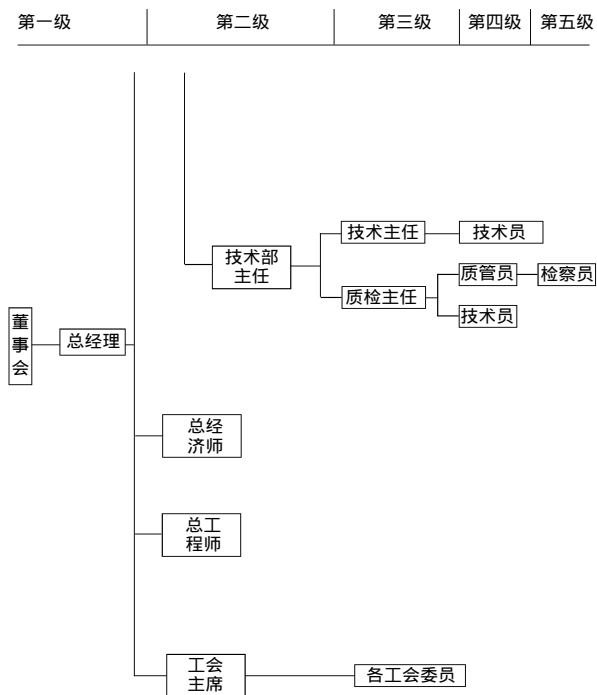 第一级 第二级 第三级 第四级 第五级
技术主任 技术员
技术部
主任
质管员 检察员
质检主任
技术员
董
事
会
总经理
总经
济师
总工
程师
工会
主席
各工会委员